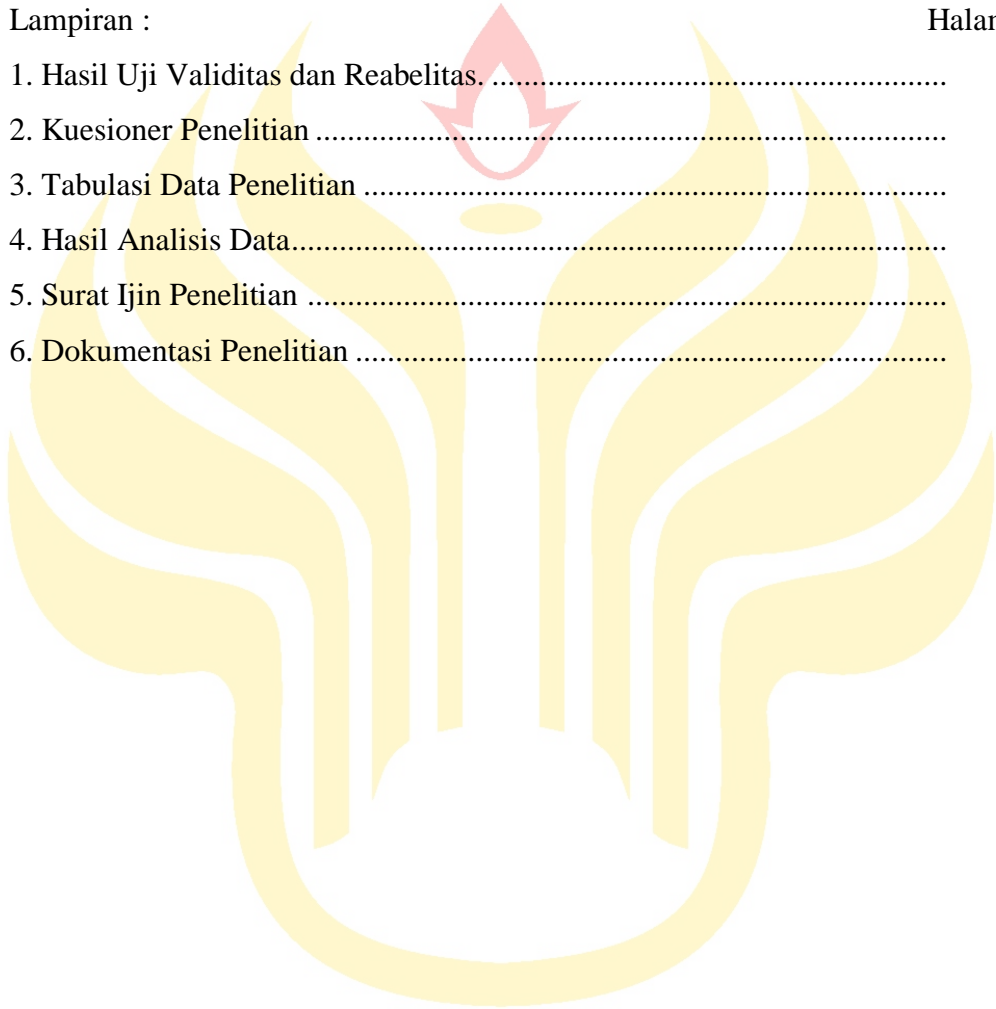 Lampiran : Halar
1. Hasil Uji Validitas dan Reabelitas. ..........................................................
2. Kuesioner Penelitian ...............................................................................
3. Tabulasi Data Penelitian .........................................................................
4. Hasil Analisis Data..................................................................................
5. Surat Ijin Penelitian ................................................................................
6. Dokumentasi Penelitian ..........................................................................